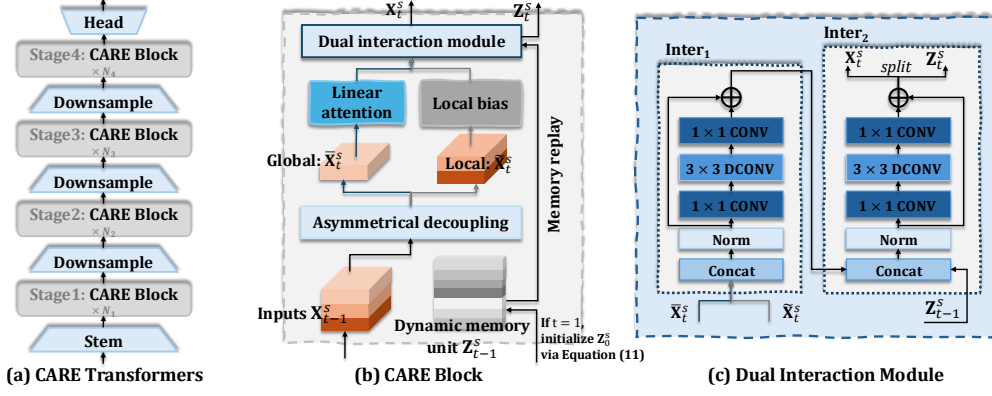 Head
Stage4: CARE Block
× N₄
Downsample
Stage3: CARE Block
× N₃
Downsample
Stage2: CARE Block
× N₂
Downsample
Stage1: CARE Block
× N₁
Stem
(a) CARE Transformers
X_t^s
Z_t^s
Dual interaction module
Linear
attention
Local bias
Global: X̄_t^s
Local: X̃_t^s
Asymmetrical decoupling
Memory replay
Inputs X_{t−1}^s
Dynamic memory
unit Z_{t−1}^s
If t = 1,
initialize Z_0^s
via Equation (11)
(b) CARE Block
Inter₁
1 × 1 CONV
3 × 3 DCONV
1 × 1 CONV
Norm
Concat
X̄_t^s
X̃_t^s
Inter₂
X_t^s
split
Z_t^s
1 × 1 CONV
3 × 3 DCONV
1 × 1 CONV
Norm
Concat
Z_{t−1}^s
(c) Dual Interaction Module